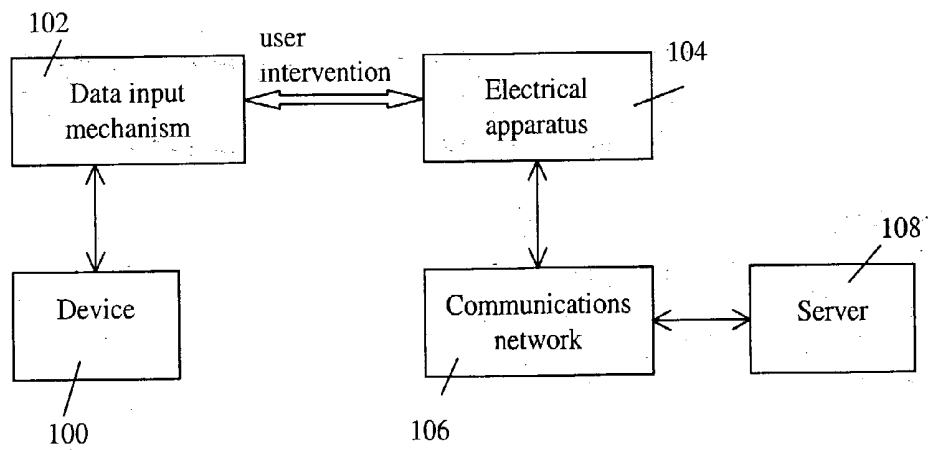 102
user
intervention
104
Data input
mechanism
Electrical
apparatus
108
Device
Communications
network
Server
100
106